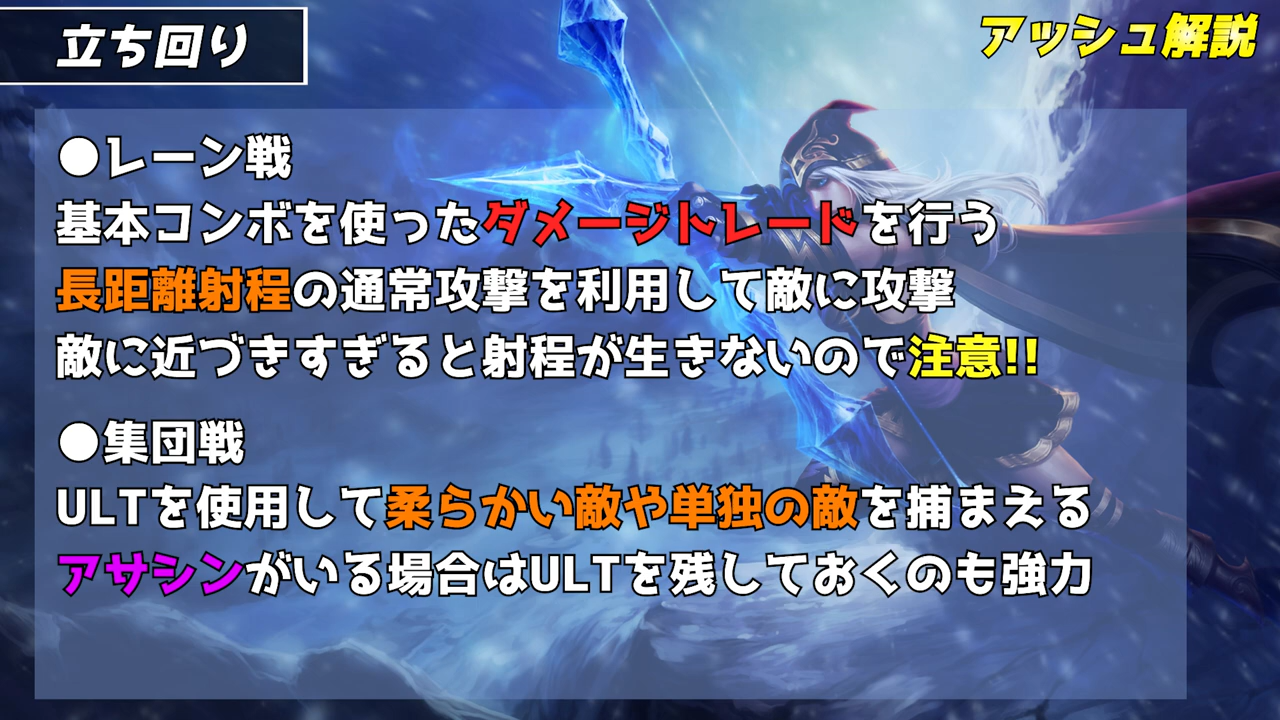 立ち回り
アッシュ解説
●レーン戦
基本コンボを使ったダメージトレードを行う
長距離射程の通常攻撃を利用して敵に攻撃
敵に近づきすぎると射程が生きないので注意!!
●集団戦
ULTを使用して柔らかい敵や単独の敵を捕まえる
アサシンがいる場合はULTを残しておくのも強力